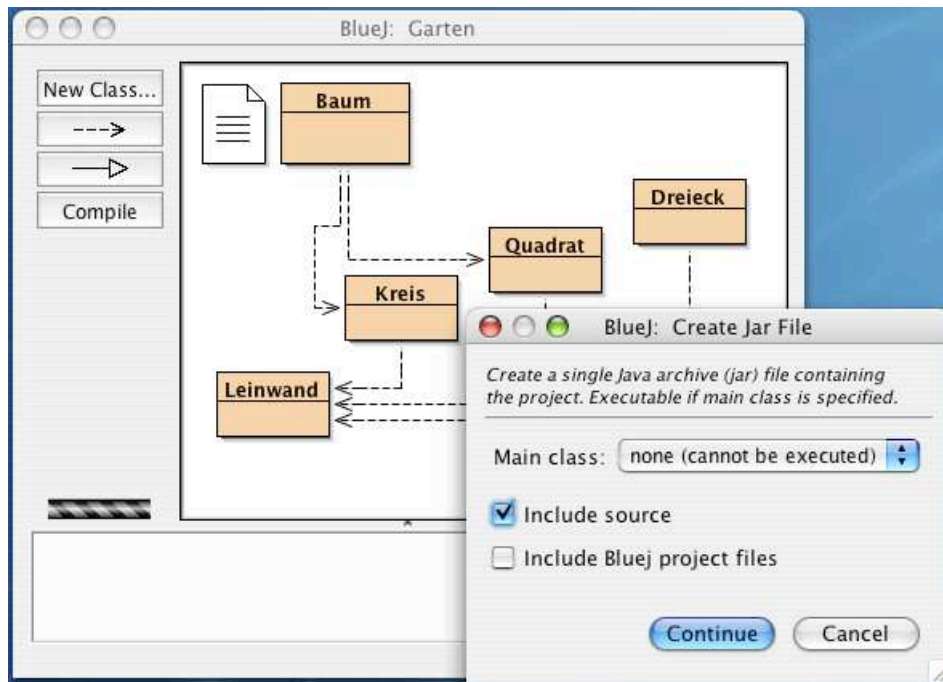 BlueJ: Garten
New Class...
Compile
Baum
Dreieck
Quadrat
Kreis
Leinwand
BlueJ: Create Jar File
Create a single Java archive (jar) file containing
the project. Executable if main class is specified.
Main class: none (cannot be executed)
Include source
Include Bluej project files
Continue
Cancel